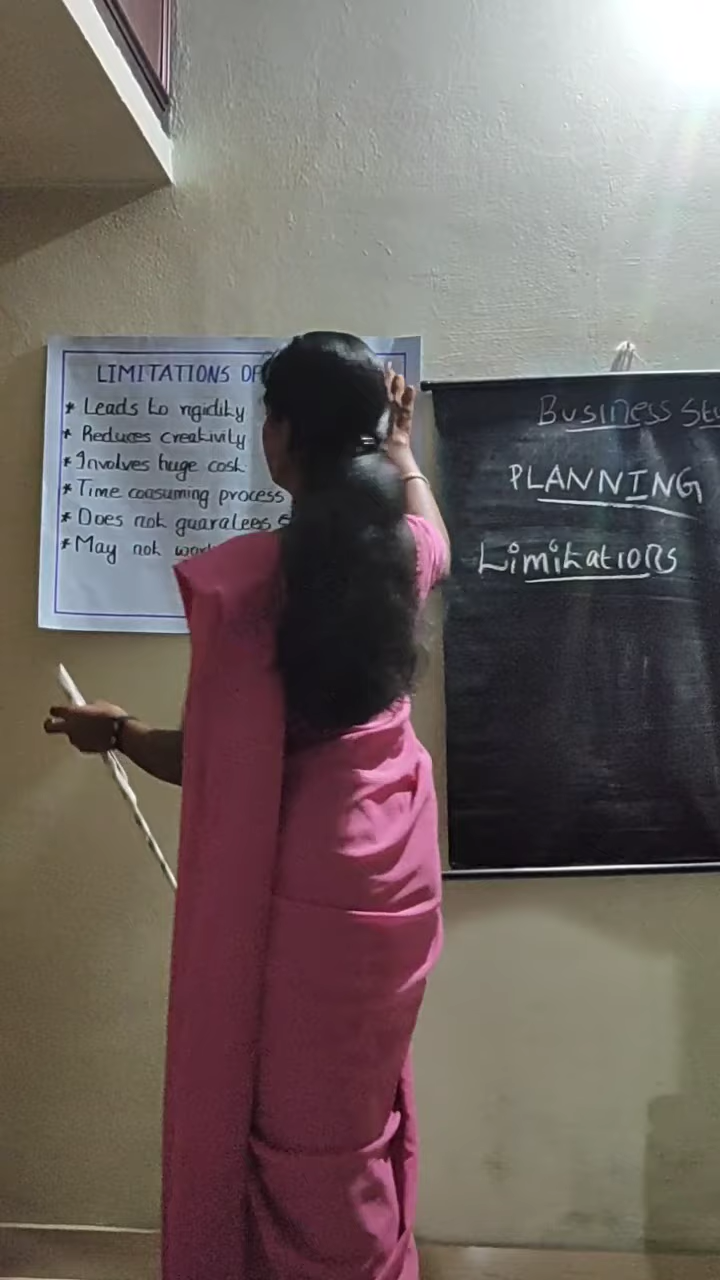 LIMITATIONS OF
* Leads to rigidity
* Reduces creativity
* Involves huge cost
* Time consuming process
* Does not guaratees
* May not
Business
PLANNING
Limitations